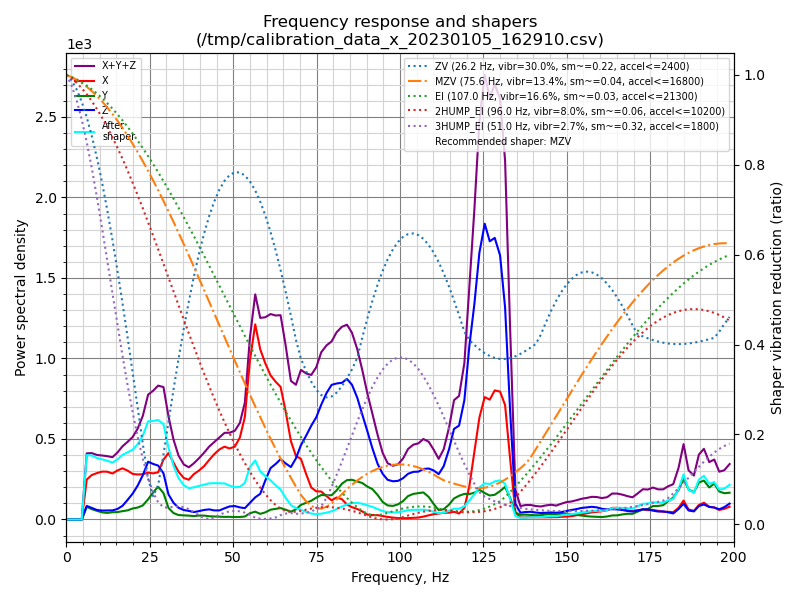 Frequency response and shapers
(/tmp/calibration_data_x_20230105_162910.csv)
1e3
X+Y+Z
X
Y
Z
After
shaper
ZV (26.2 Hz, vibr=30.0%, sm~=0.22, accel<=2400)
MZV (75.6 Hz, vibr=13.4%, sm~=0.04, accel<=16800)
EI (107.0 Hz, vibr=16.6%, sm~=0.03, accel<=21300)
2HUMP_EI (96.0 Hz, vibr=8.0%, sm~=0.06, accel<=10200)
3HUMP_EI (51.0 Hz, vibr=2.7%, sm~=0.32, accel<=1800)
Recommended shaper: MZV
Power spectral density
2.5
2.0
1.5
1.0
0.5
0.0
1.0
0.8
0.6
0.4
0.2
0.0
Shaper vibration reduction (ratio)
0 25 50 75 100 125 150 175 200
Frequency, Hz